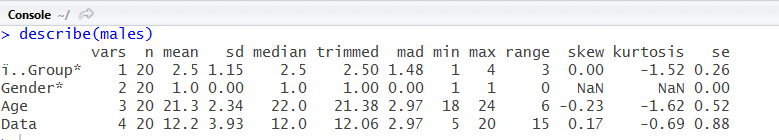 Console ~/
> describe(males)
vars n mean sd median trimmed mad min max range skew kurtosis se
ï..Group* 1 20 2.5 1.15 2.5 2.50 1.48 1 4 3 0.00 -1.52 0.26
Gender* 2 20 1.0 0.00 1.0 1.00 0.00 1 1 0 NaN NaN 0.00
Age 3 20 21.3 2.34 22.0 21.38 2.97 18 24 6 -0.23 -1.62 0.52
Data 4 20 12.2 3.93 12.0 12.06 2.97 5 20 15 0.17 -0.69 0.88